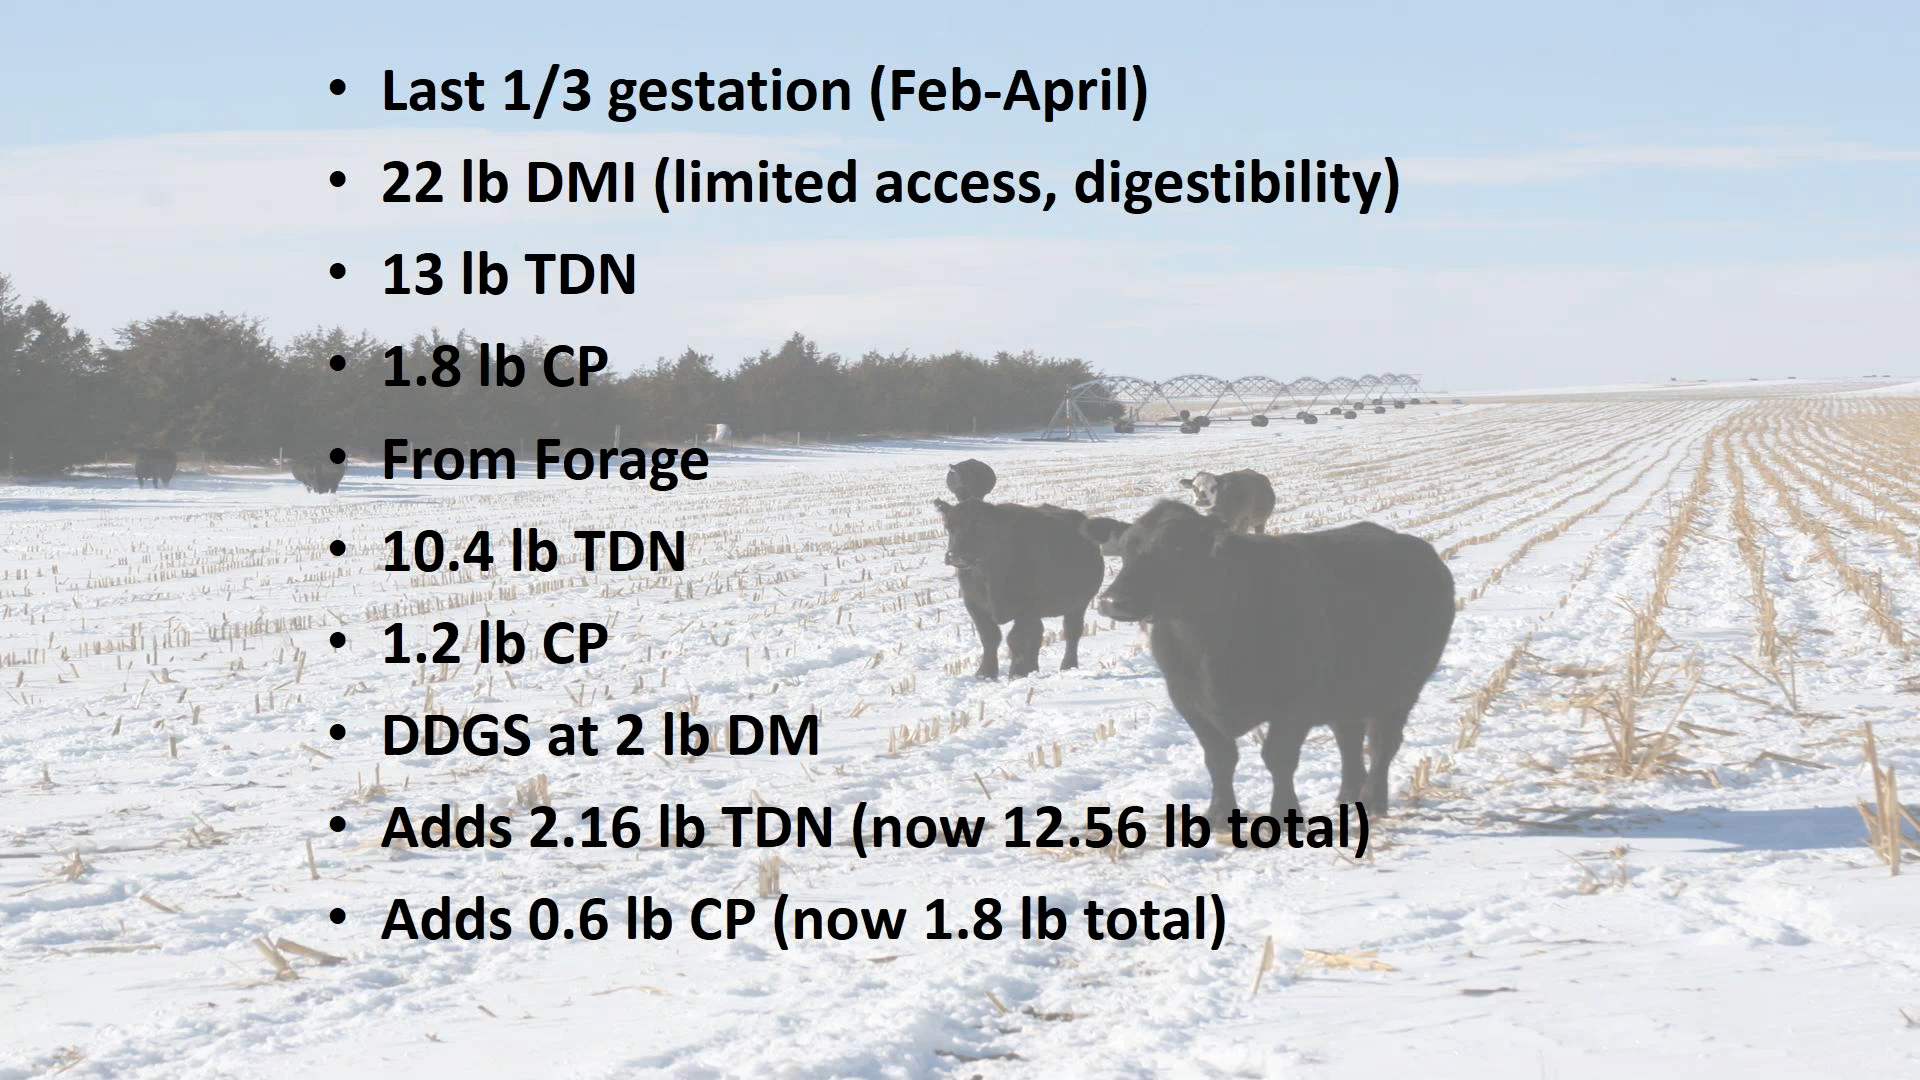 • Last 1/3 gestation (Feb-April)
• 22 lb DMI (limited access, digestibility)
• 13 lb TDN
• 1.8 lb CP
• From Forage
• 10.4 lb TDN
• 1.2 lb CP
• DDGS at 2 lb DM
• Adds 2.16 lb TDN (now 12.56 lb total)
• Adds 0.6 lb CP (now 1.8 lb total)